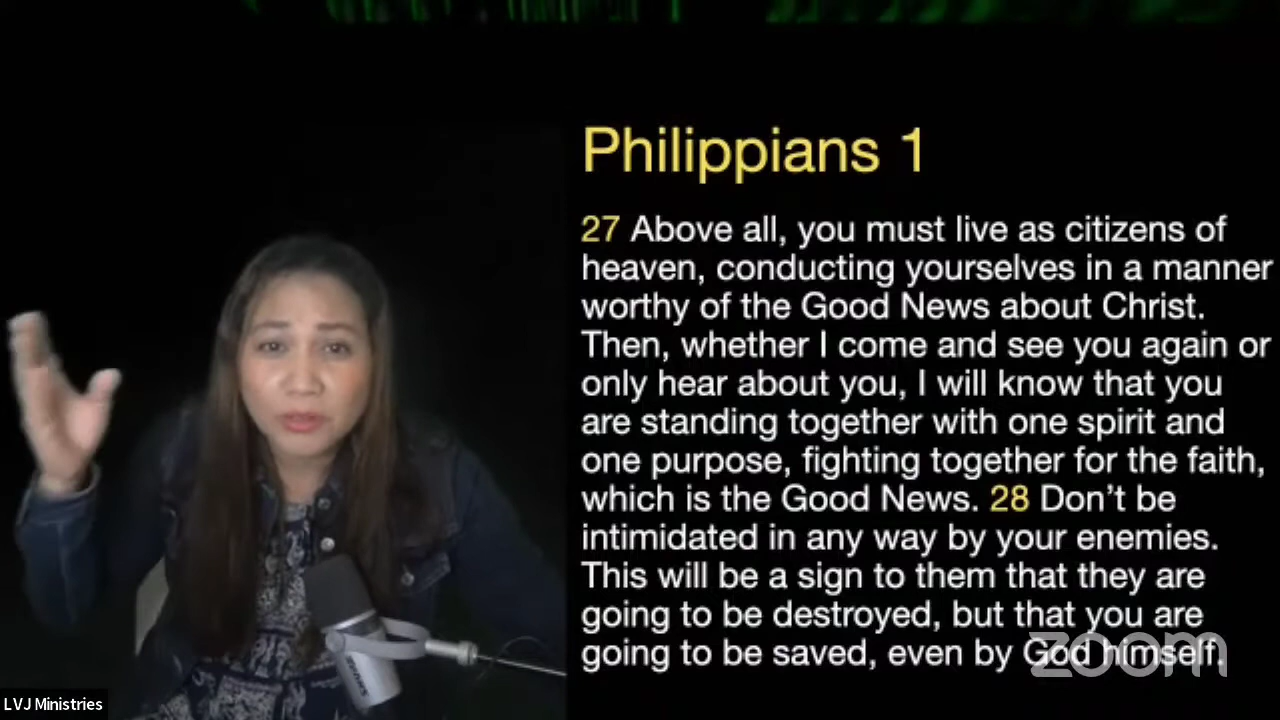 Philippians 1
27 Above all, you must live as citizens of
heaven, conducting yourselves in a manner
worthy of the Good News about Christ.
Then, whether I come and see you again or
only hear about you, I will know that you
are standing together with one spirit and
one purpose, fighting together for the faith,
which is the Good News. 28 Don’t be
intimidated in any way by your enemies.
This will be a sign to them that they are
going to be destroyed, but that you are
going to be saved, even by God himself.
zoom
LVJ Ministries